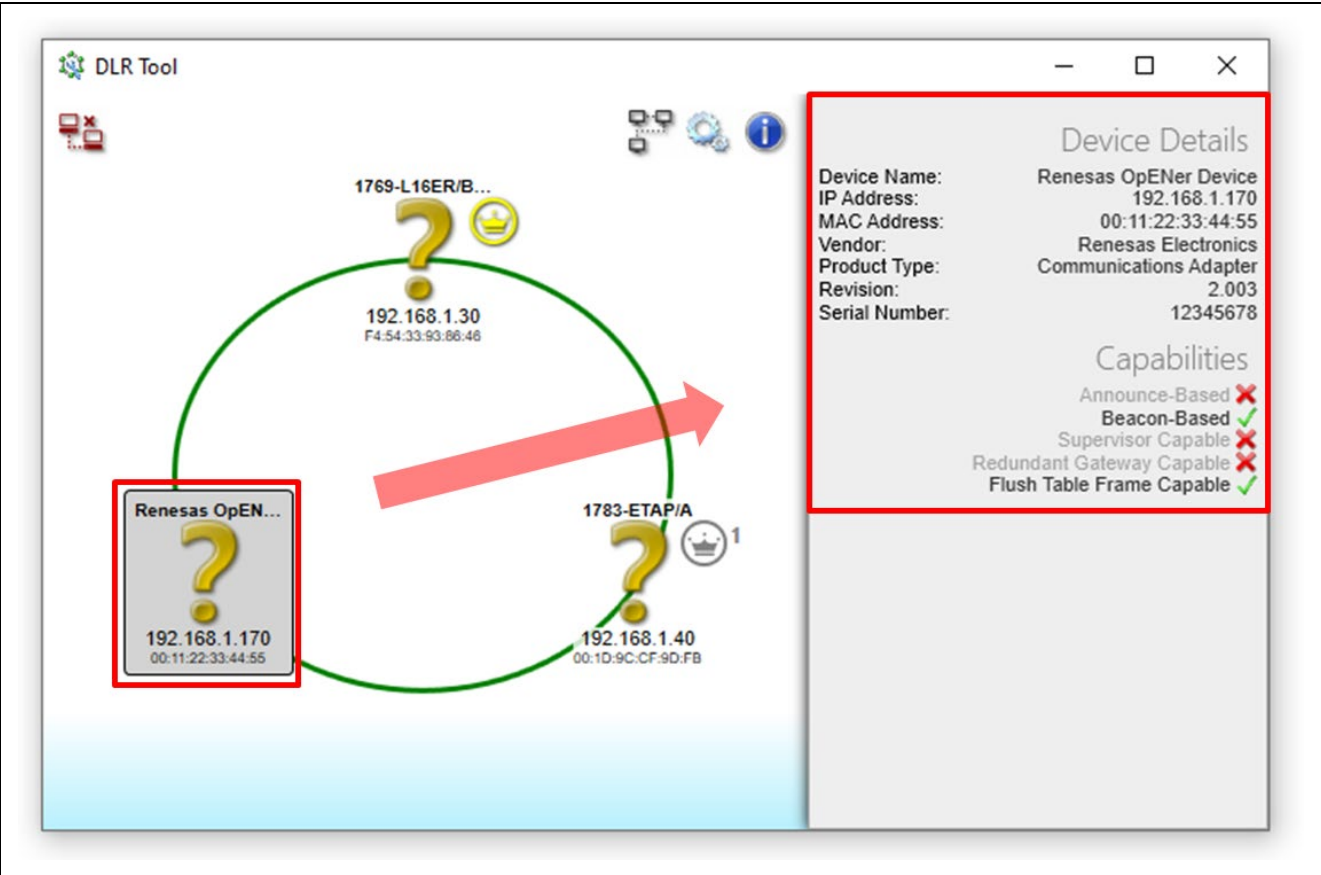 DLR Tool
1769-L16ER/B...
192.168.1.30
F4:54:33:93:86:46
Renesas OpEN...
192.168.1.170
00:11:22:33:44:55
1783-ETAP/A
1
192.168.1.40
00:1D:9C:CF:9D:FB
Device Details
Device Name: Renesas OpENer Device
IP Address: 192.168.1.170
MAC Address: 00:11:22:33:44:55
Vendor: Renesas Electronics
Product Type: Communications Adapter
Revision: 2.003
Serial Number: 12345678
Capabilities
Announce-Based
Beacon-Based
Supervisor Capable
Redundant Gateway Capable
Flush Table Frame Capable